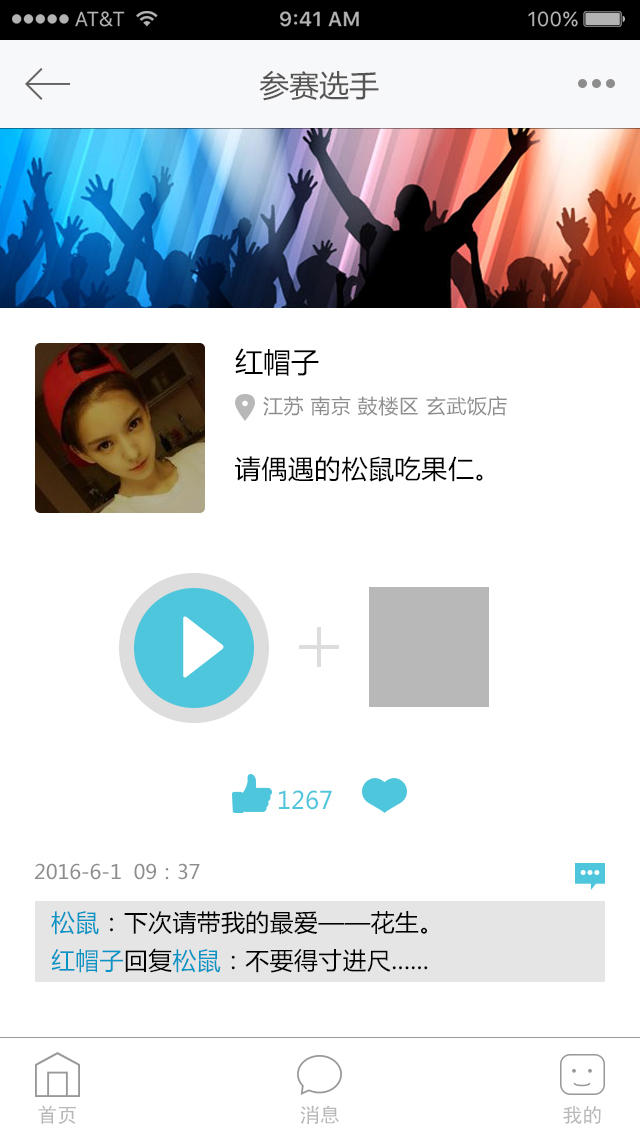 AT&T 9:41 AM 100%
参赛选手
红帽子
江苏 南京 鼓楼区 玄武饭店
请偶遇的松鼠吃果仁。
1267
2016-6-1 09：37
松鼠：下次请带我的最爱——花生。
红帽子回复松鼠：不要得寸进尺……
首页 消息 我的